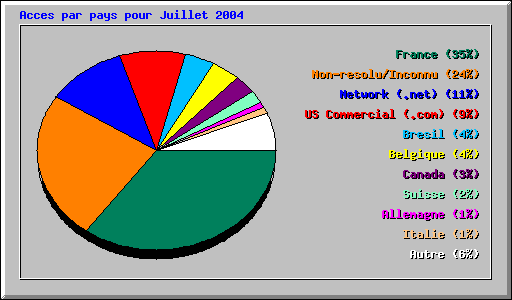 Acces par pays pour Juillet 2004
France (35%)
Non-resolu/Inconnu (24%)
Network (.net) (11%)
US Commercial (.com) (9%)
Bresil (4%)
Belgique (4%)
Canada (3%)
Suisse (2%)
Allemagne (1%)
Italie (1%)
Autre (6%)